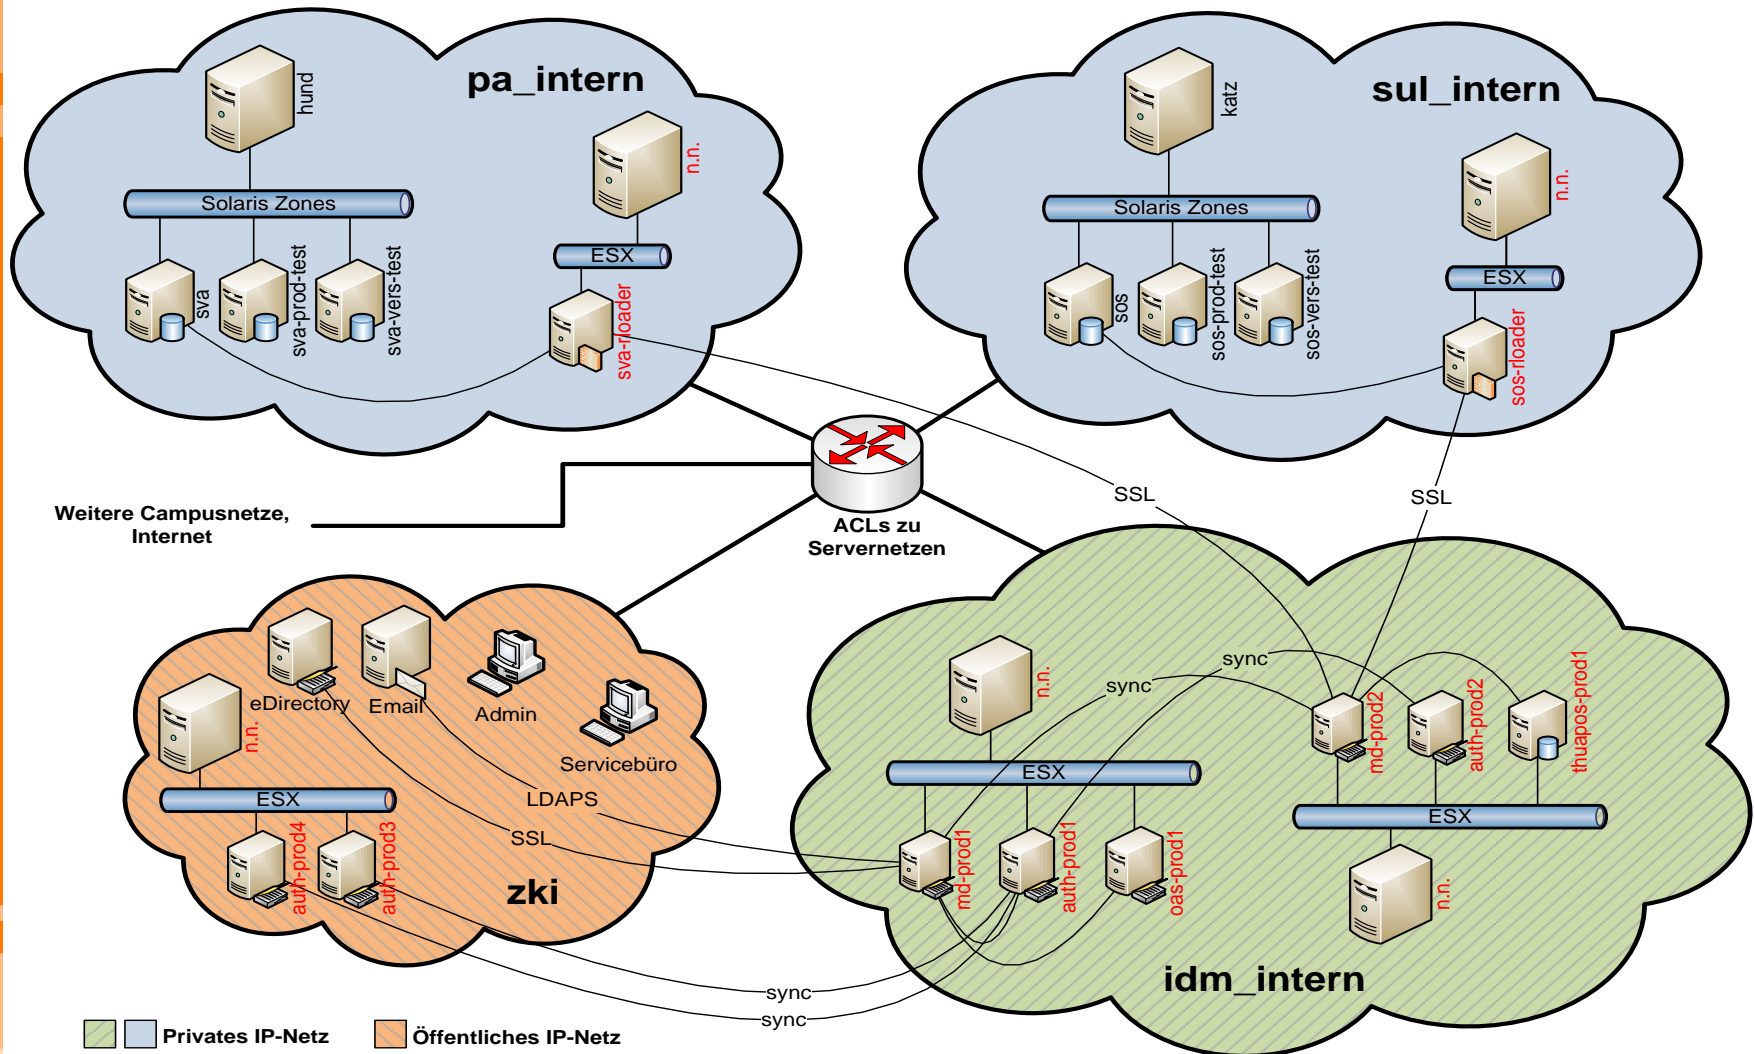 pa_intern
hund
n.n.
Solaris Zones
ESX
sva
sva-prod-test
sva-vers-test
sva-rloader
sul_intern
katz
n.n.
Solaris Zones
ESX
sos
sos-prod-test
sos-vers-test
sos-rloader
SSL
SSL
Weitere Campusnetze,
Internet
ACLs zu
Servernetzen
eDirectory
Email
Admin
Servicebüro
n.n.
ESX
LDAPS
SSL
auth-prod4
auth-prod3
zki
sync
sync
n.n.
sync
sync
md-prod2
auth-prod2
thuapos-prod1
ESX
ESX
md-prod1
auth-prod1
oas-prod1
n.n.
idm_intern
Privates IP-Netz
Öffentliches IP-Netz